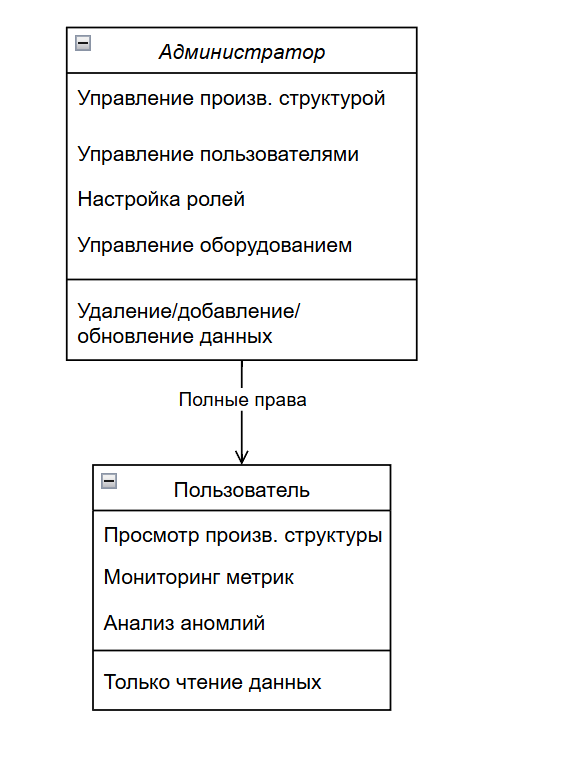 Администратор
Управление произв. структурой
Управление пользователями
Настройка ролей
Управление оборудованием
Удаление/добавление/
обновление данных
Полные права
Пользователь
Просмотр произв. структуры
Мониторинг метрик
Анализ аномлий
Только чтение данных